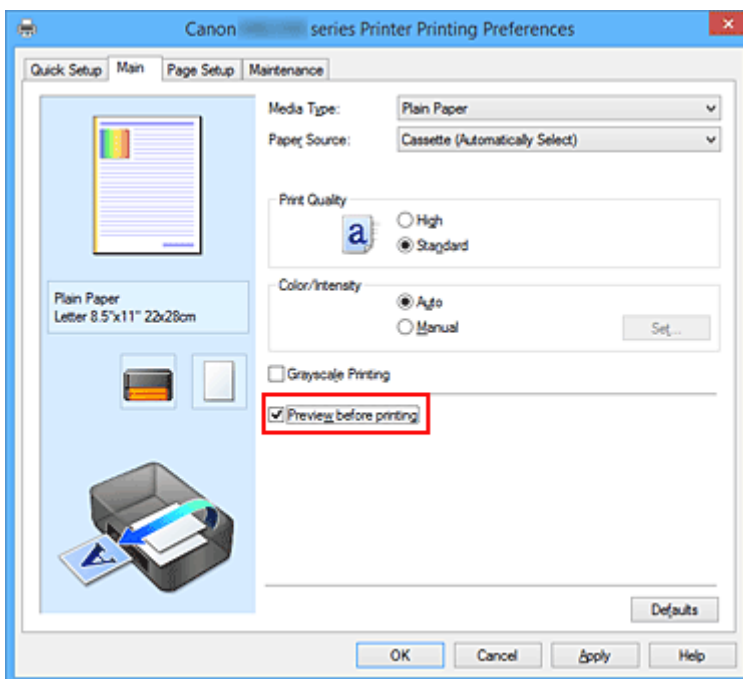 Canon series Printer Printing Preferences
Quick Setup Main Page Setup Maintenance
Media Type: Plain Paper
Paper Source: Cassette (Automatically Select)
Print Quality
a
High
Standard
Plain Paper
Letter 8.5"x11" 22x28cm
Color/Intensity
Auto
Manual
Set...
Grayscale Printing
Preview before printing
A
Defaults
OK Cancel Apply Help